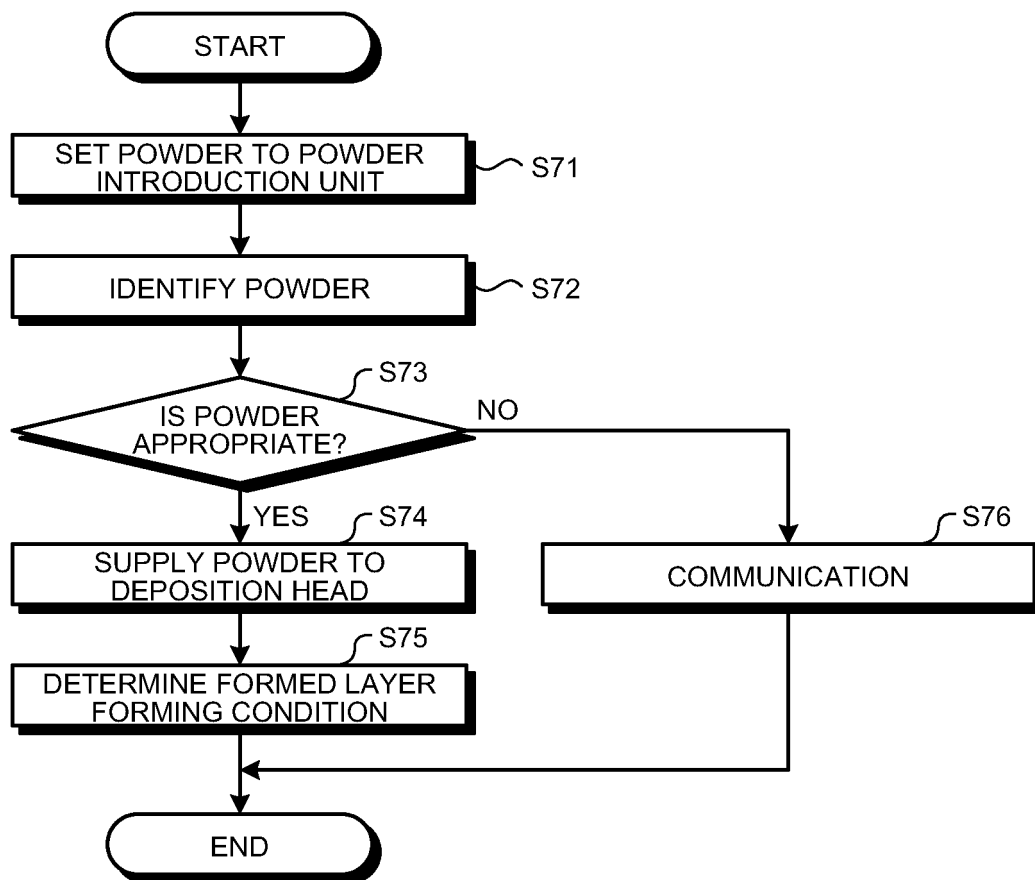 START
SET POWDER TO POWDER
INTRODUCTION UNIT
S71
IDENTIFY POWDER
S72
S73
IS POWDER
APPROPRIATE?
NO
YES
S74
SUPPLY POWDER TO
DEPOSITION HEAD
S76
COMMUNICATION
S75
DETERMINE FORMED LAYER
FORMING CONDITION
END